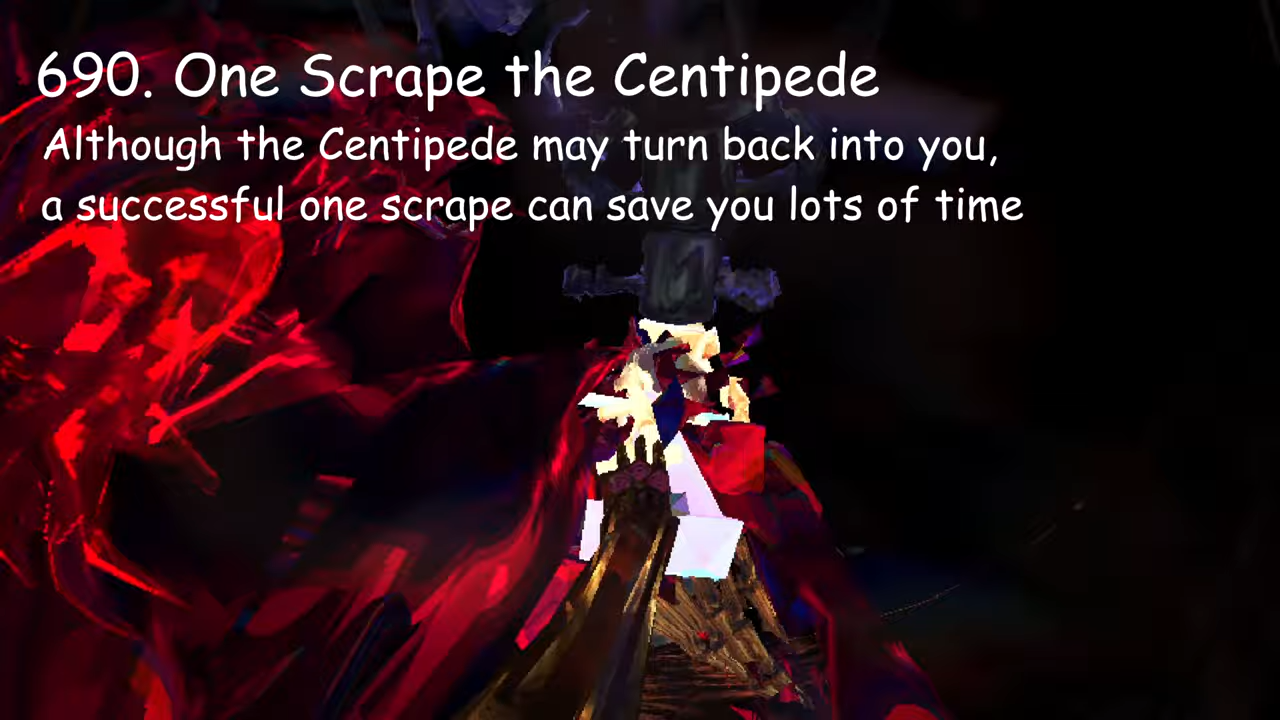 690. One Scrape the Centipede
Although the Centipede may turn back into you,
a successful one scrape can save you lots of time